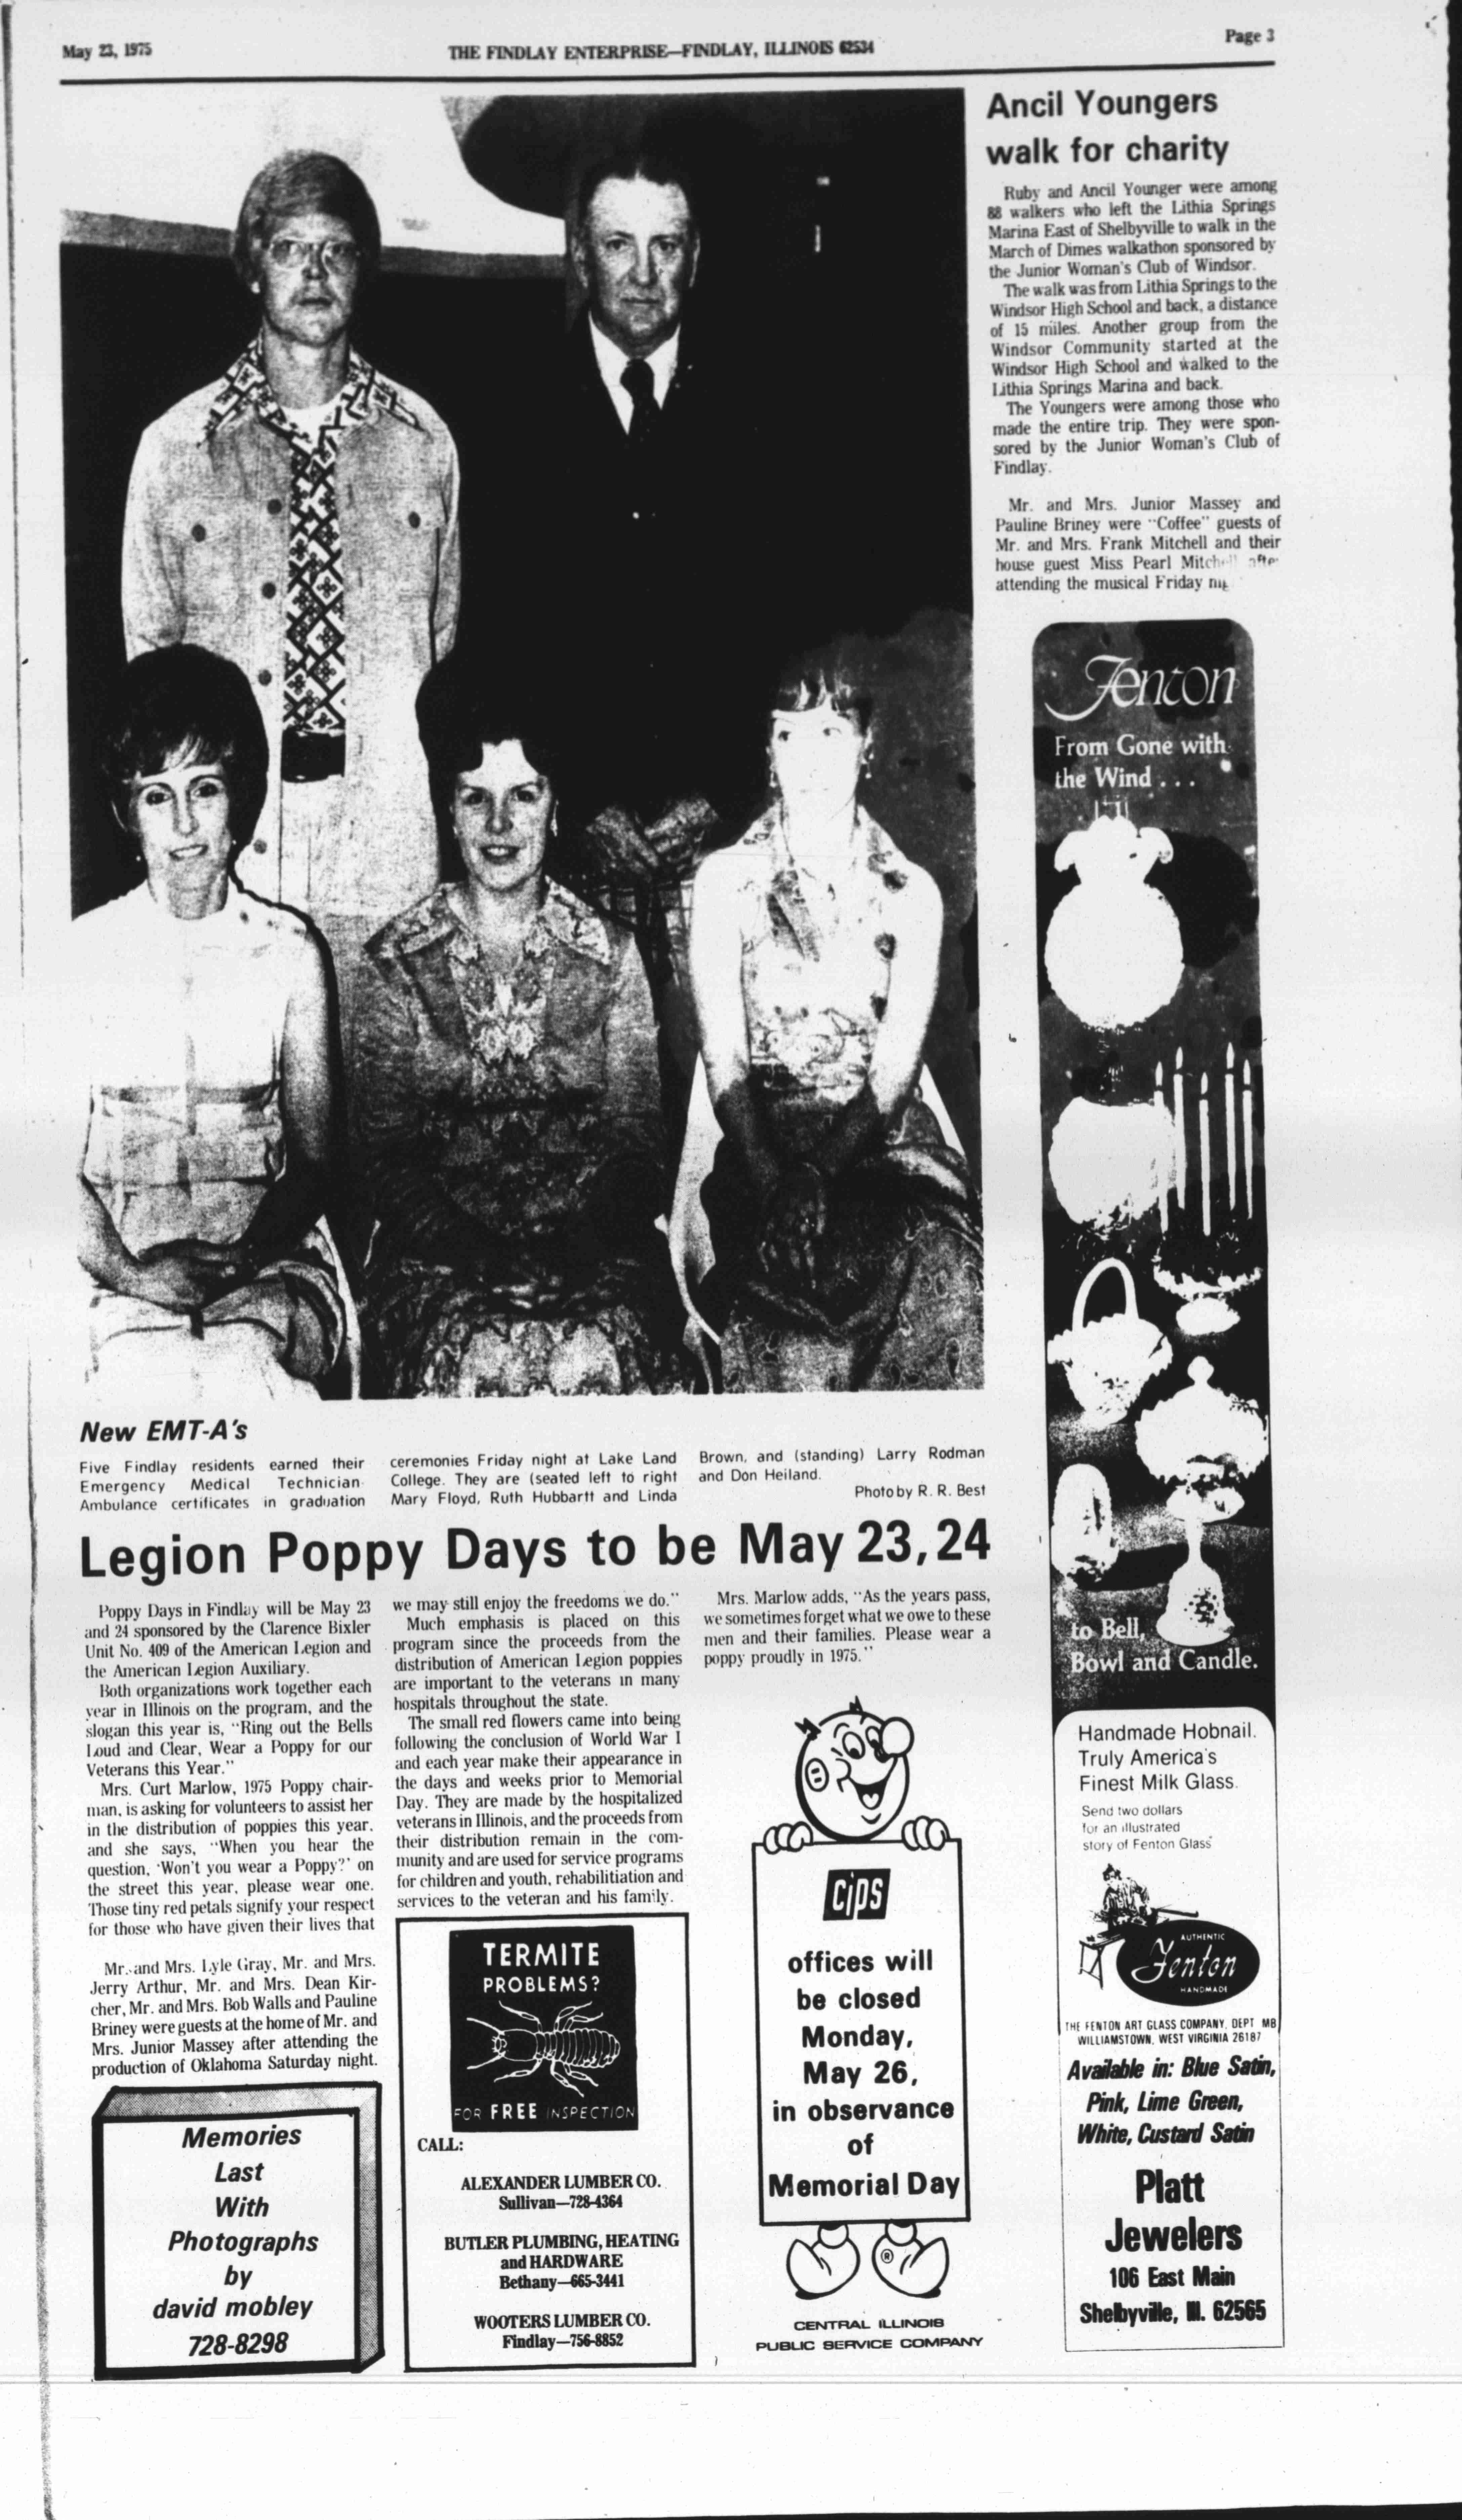 May 23, 1975
THE FINDLAY ENTERPRISE—FINDLAY, ILLINOIS 62534
Page 3
Ancil Youngers
walk for charity
Ruby and Ancil Younger were among
88 walkers who left the Lithia Springs
Marina East of Shelbyville to walk in the
March of Dimes walkathon sponsored by
the Junior Woman's Club of Windsor.
The walk was from Lithia Springs to the
Windsor High School and back, a distance
of 15 miles. Another group from the
Windsor Community started at the
Windsor High School and walked to the
Lithia Springs Marina and back.
The Youngers were among those who
made the entire trip. They were spon-
sored by the Junior Woman's Club of
Findlay.
Mr. and Mrs. Junior Massey and
Pauline Briney were "Coffee" guests of
Mr. and Mrs. Frank Mitchell and their
house guest Miss Pearl Mitchell after
attending the musical Friday
Fenton
From Gone with
the Wind . . .
to Bell,
Bowl and Candle.
Handmade Hobnail.
Truly America's
Finest Milk Glass.
Send two dollars
for an illustrated
story of Fenton Glass
AUTHENTIC
Fenton
HANDMADE
THE FENTON ART GLASS COMPANY, DEPT MB
WILLIAMSTOWN, WEST VIRGINIA 26187
Available in: Blue Satin,
Pink, Lime Green,
White, Custard Satin
Platt
Jewelers
106 East Main
Shelbyville, Ill. 62565
New EMT-A's
Five Findlay residents earned their
Emergency Medical Technician-
Ambulance certificates in graduation
ceremonies Friday night at Lake Land
College. They are (seated left to right
Mary Floyd, Ruth Hubbartt and Linda
Brown, and (standing) Larry Rodman
and Don Heiland.
Photo by R. R. Best
Legion Poppy Days to be May 23, 24
Poppy Days in Findlay will be May 23
and 24 sponsored by the Clarence Bixler
Unit No. 409 of the American Legion and
the American Legion Auxiliary.
Both organizations work together each
year in Illinois on the program, and the
slogan this year is, "Ring out the Bells
Loud and Clear, Wear a Poppy for our
Veterans this Year."
Mrs. Curt Marlow, 1975 Poppy chair-
man, is asking for volunteers to assist her
in the distribution of poppies this year,
and she says, "When you hear the
question, 'Won't you wear a Poppy?' on
the street this year, please wear one.
Those tiny red petals signify your respect
for those who have given their lives that
we may still enjoy the freedoms we do."
Much emphasis is placed on this
program since the proceeds from the
distribution of American Legion poppies
are important to the veterans in many
hospitals throughout the state.
The small red flowers came into being
following the conclusion of World War I
and each year make their appearance in
the days and weeks prior to Memorial
Day. They are made by the hospitalized
veterans in Illinois, and the proceeds from
their distribution remain in the com-
munity and are used for service programs
for children and youth, rehabilitiation and
services to the veteran and his family.
Mrs. Marlow adds, "As the years pass,
we sometimes forget what we owe to these
men and their families. Please wear a
poppy proudly in 1975."
Mr. and Mrs. Lyle Gray, Mr. and Mrs.
Jerry Arthur, Mr. and Mrs. Dean Kir-
cher, Mr. and Mrs. Bob Walls and Pauline
Briney were guests at the home of Mr. and
Mrs. Junior Massey after attending the
production of Oklahoma Saturday night.
Memories
Last
With
Photographs
by
david mobley
728-8298
TERMITE
PROBLEMS?
FOR FREE INSPECTION
CALL:
ALEXANDER LUMBER CO.
Sullivan—728-4364
BUTLER PLUMBING, HEATING
and HARDWARE
Bethany—665-3441
WOOTERS LUMBER CO.
Findlay—756-8852
cips
offices will
be closed
Monday,
May 26,
in observance
of
Memorial Day
®
CENTRAL ILLINOIS
PUBLIC SERVICE COMPANY